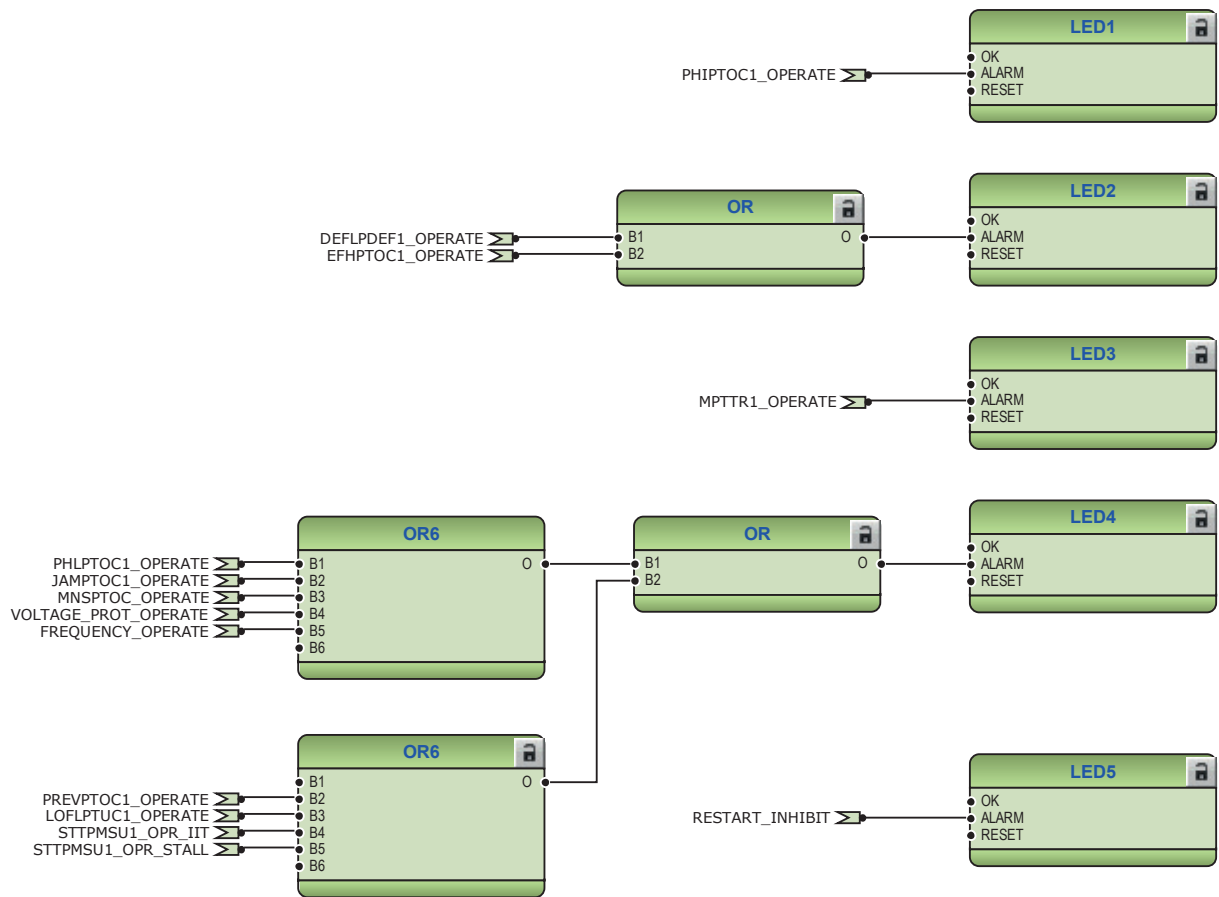 LED1
OK
PHIPTOC1_OPERATE
ALARM
RESET
LED2
OR
OK
DEFLPDEF1_OPERATE
B1
O
ALARM
EFHPTOC1_OPERATE
B2
RESET
LED3
OK
MPTTR1_OPERATE
ALARM
RESET
LED4
OR6
OR
OK
PHLPTOC1_OPERATE
B1
O
B1
O
ALARM
JAMPTOC1_OPERATE
B2
B2
RESET
MNSPTOC_OPERATE
B3
VOLTAGE_PROT_OPERATE
B4
FREQUENCY_OPERATE
B5
B6
OR6
LED5
B1
O
PREVPTOC1_OPERATE
B2
OK
LOFLPTUC1_OPERATE
B3
RESTART_INHIBIT
ALARM
STTPMSU1_OPR_IIT
B4
RESET
STTPMSU1_OPR_STALL
B5
B6